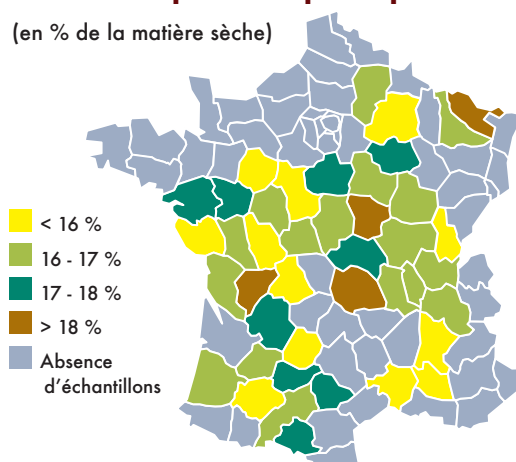 (en % de la matière sèche)
< 16 %
16 - 17 %
17 - 18 %
> 18 %
Absence
d'échantillons